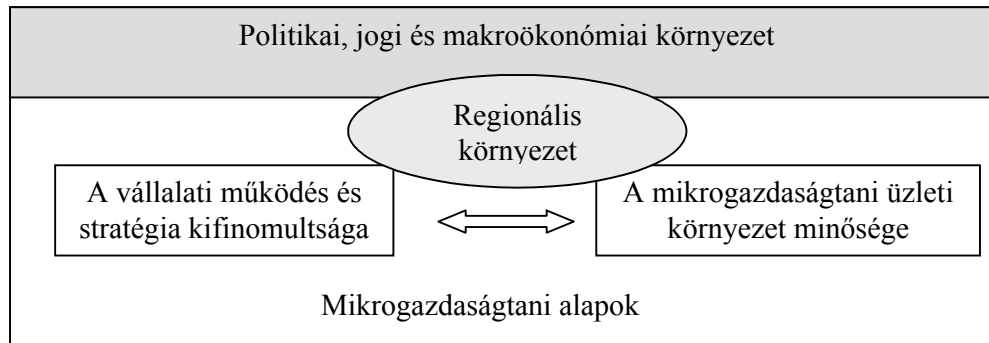 Politikai, jogi és makroökonómiai környezet
Regionális
környezet
A vállalati működés és
stratégia kifinomultsága
A mikrogazdaságtani üzleti
környezet minősége
Mikrogazdaságtani alapok